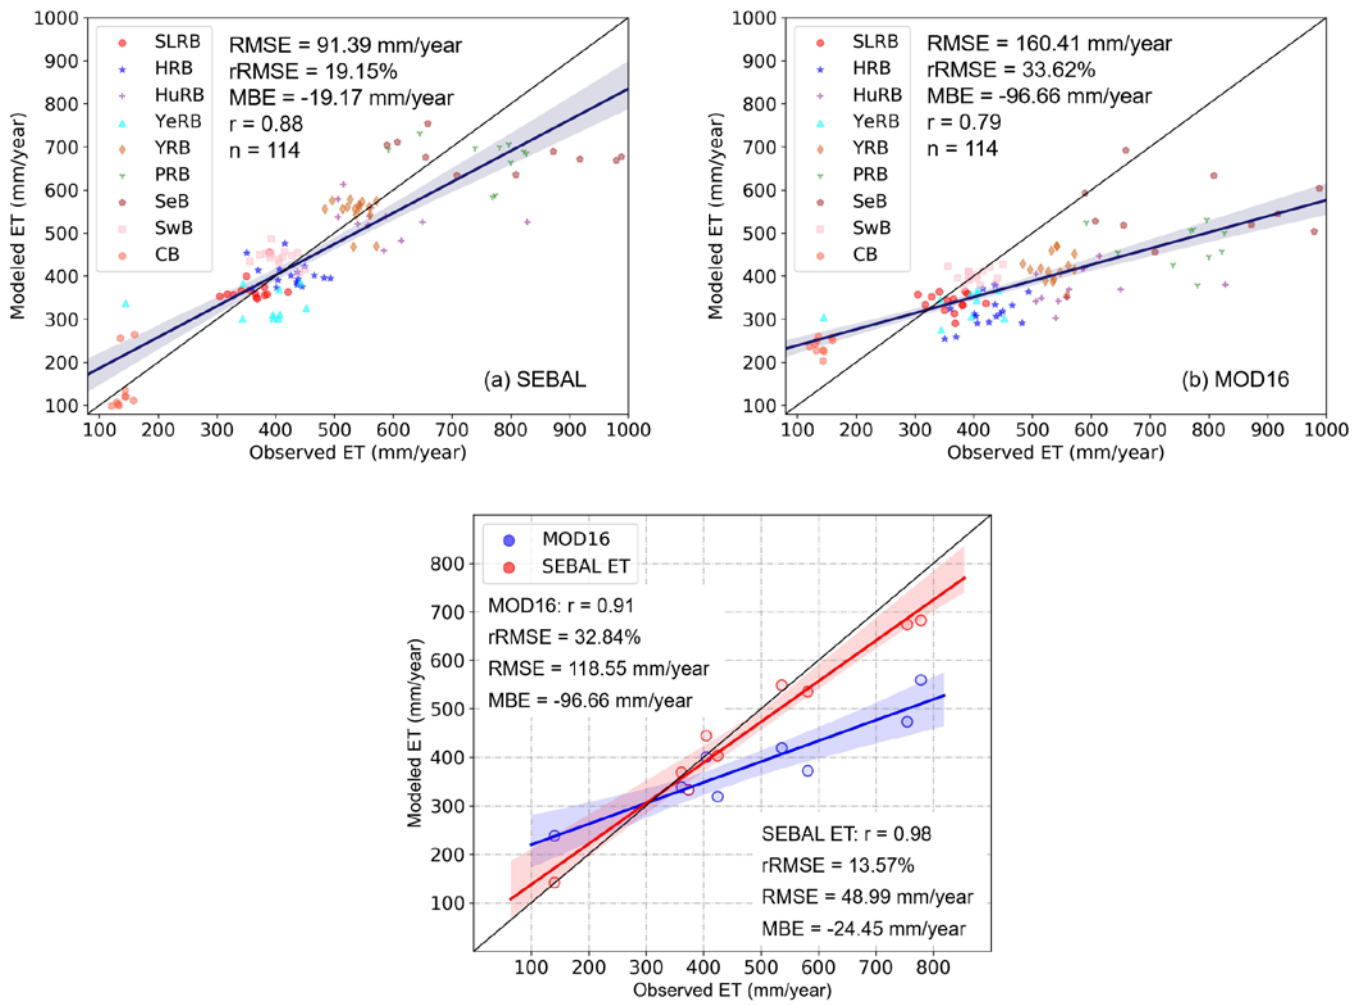 1000
900
800
700
600
500
400
300
200
100
Modeled ET (mm/year)
SLRB
HRB
HuRB
YeRB
YRB
PRB
SeB
SwB
CB
RMSE = 91.39 mm/year
rRMSE = 19.15%
MBE = -19.17 mm/year
r = 0.88
n = 114
(a) SEBAL
100 200 300 400 500 600 700 800 900 1000
Observed ET (mm/year)
1000
900
800
700
600
500
400
300
200
100
Modeled ET (mm/year)
SLRB
HRB
HuRB
YeRB
YRB
PRB
SeB
SwB
CB
RMSE = 160.41 mm/year
rRMSE = 33.62%
MBE = -96.66 mm/year
r = 0.79
n = 114
(b) MOD16
100 200 300 400 500 600 700 800 900 1000
Observed ET (mm/year)
800
700
600
500
400
300
200
100
Modeled ET (mm/year)
MOD16
SEBAL ET
MOD16: r = 0.91
rRMSE = 32.84%
RMSE = 118.55 mm/year
MBE = -96.66 mm/year
SEBAL ET: r = 0.98
rRMSE = 13.57%
RMSE = 48.99 mm/year
MBE = -24.45 mm/year
100 200 300 400 500 600 700 800
Observed ET (mm/year)